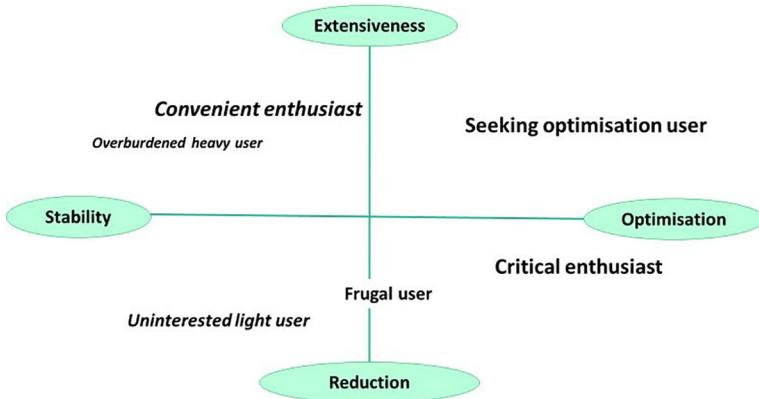 Extensiveness
Convenient enthusiast
Seeking optimisation user
Overburdened heavy user
Stability
Optimisation
Critical enthusiast
Frugal user
Uninterested light user
Reduction